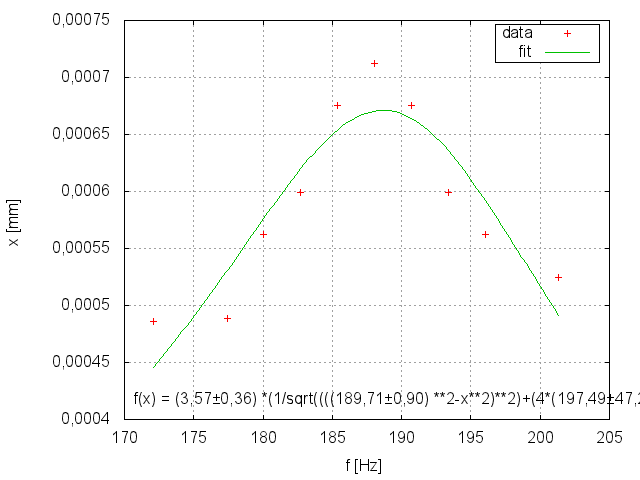 0,00075
0,0007
0,00065
0,0006
0,00055
0,0005
0,00045
0,0004
170 175 180 185 190 195 200 205
x [mm]
f [Hz]
data
fit
f(x) = (3,57±0,36) *(1/sqrt((((189,71±0,90) **2-x**2)**2)+(4*(197,49±47,2